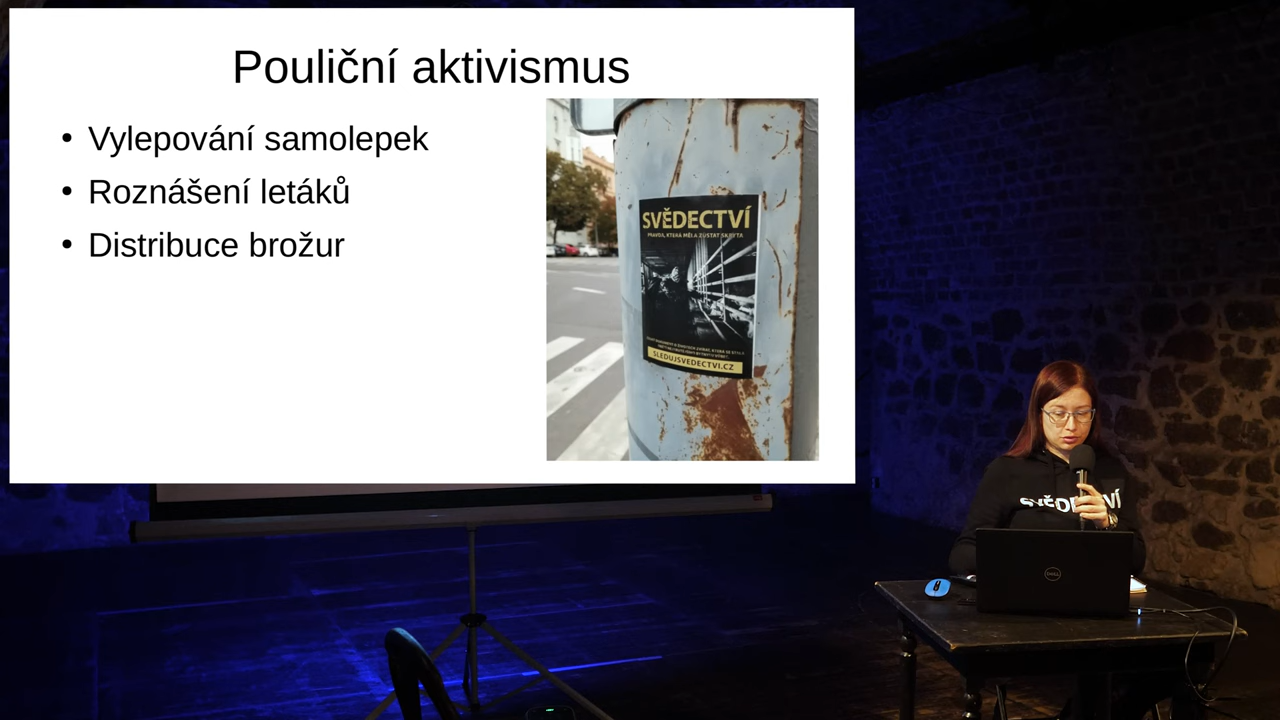 Pouliční aktivismus
• Vylepování samolepek
• Roznášení letáků
• Distribuce brožur
SVĚDECTVÍ
PRAVDA, KTERÁ MĚLA ZŮSTAT SKRYTA
SLEDUJSVEDECTVI.CZ
SVĚDECTVÍ
DELL